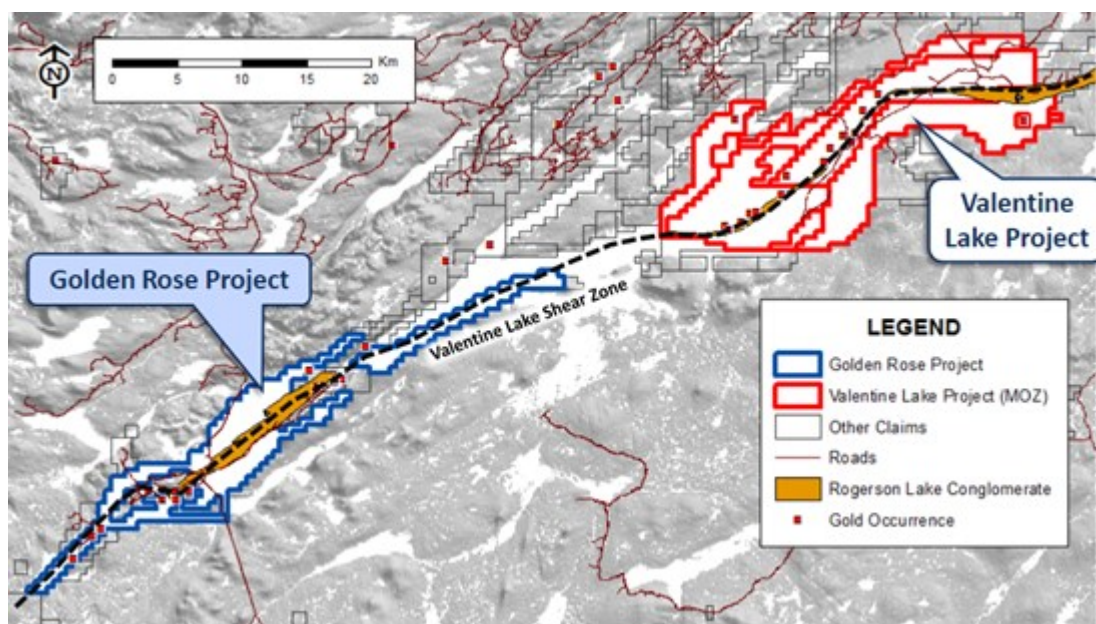 N
Km
0 5 10 15 20
Valentine
Lake Project
Golden Rose Project
Valentine Lake Shear Zone
LEGEND
Golden Rose Project
Valentine Lake Project (MOZ)
Other Claims
Roads
Rogerson Lake Conglomerate
Gold Occurrence